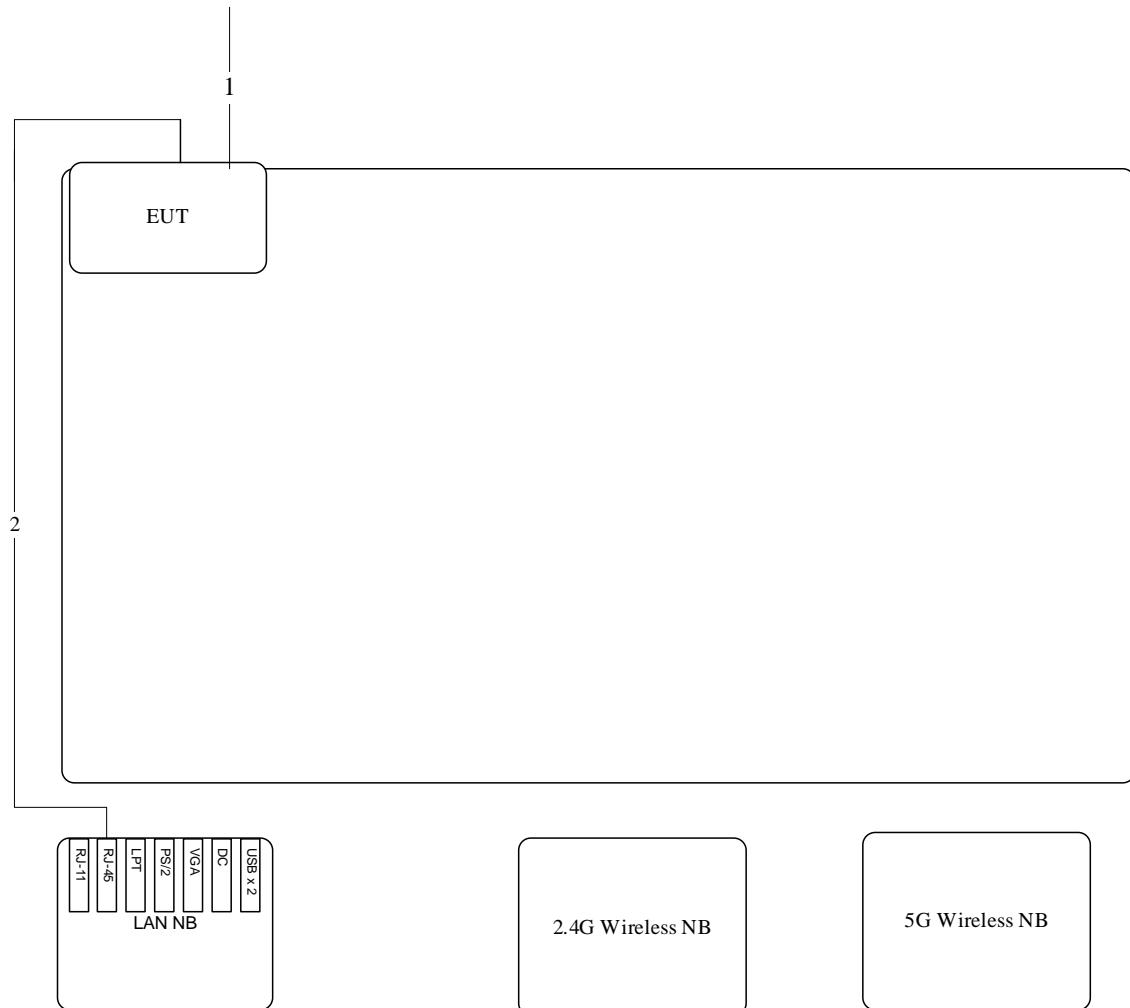 1
EUT
2
RJ-11
RJ-45
LPT
PS/2
VGA
DC
USB x 2
LAN NB
2.4G Wireless NB
5G Wireless NB